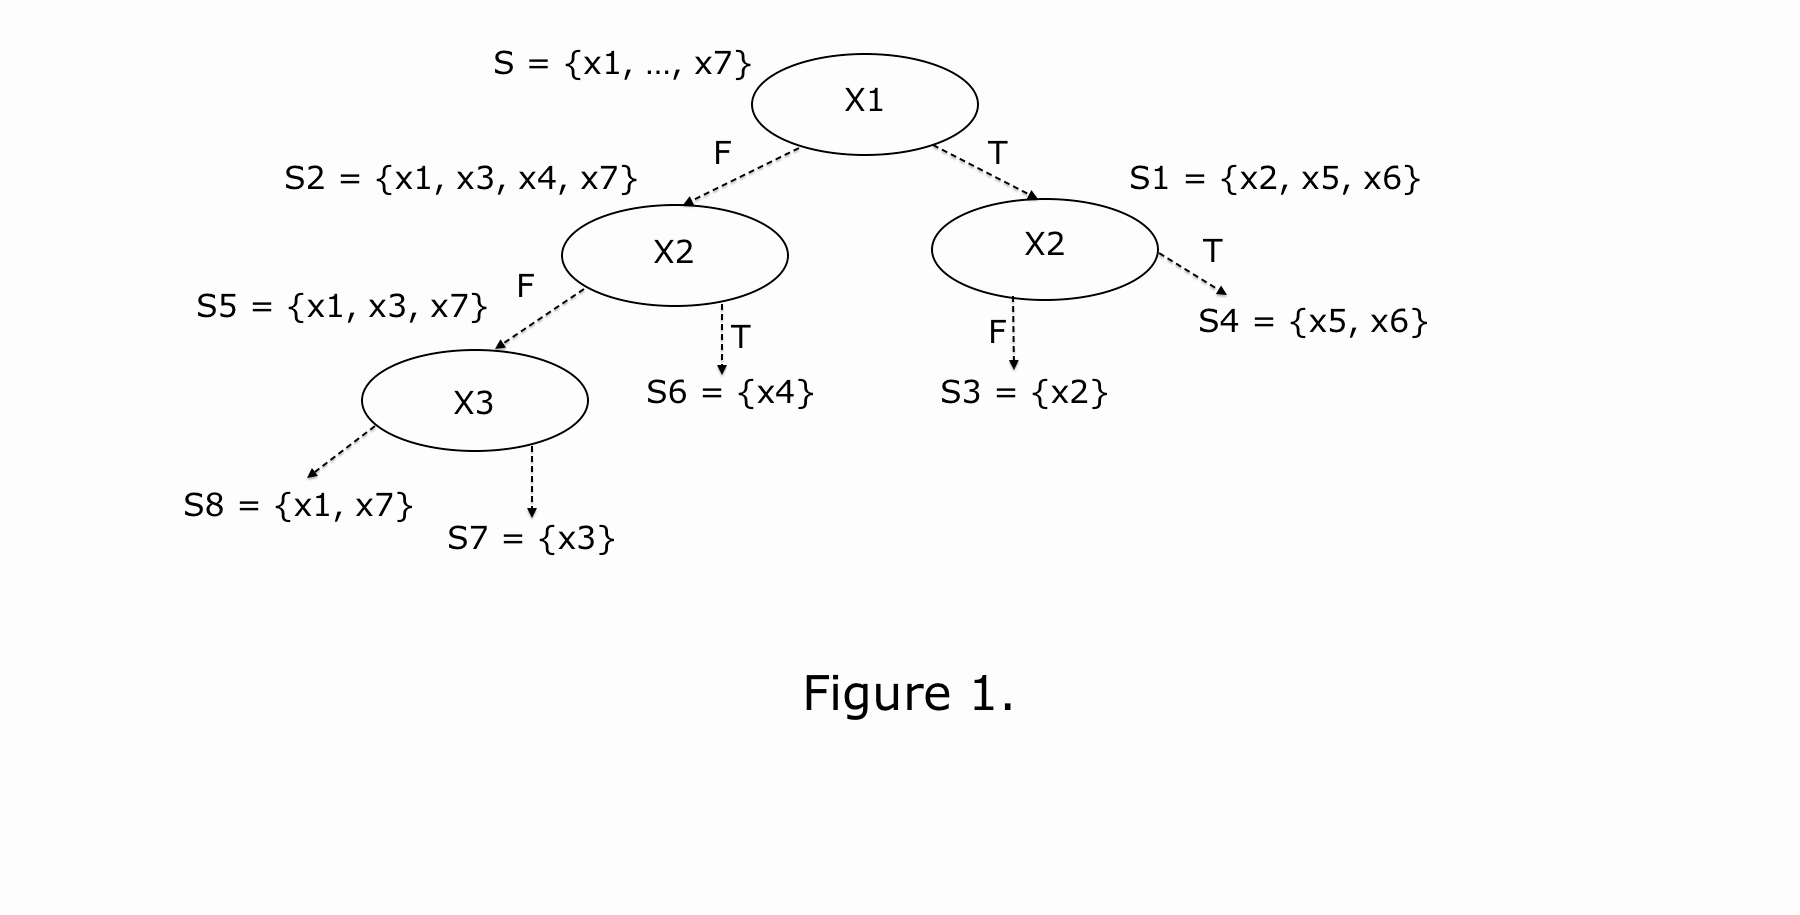 S = {x1, ..., x7}
X1
F
T
S2 = {x1, x3, x4, x7}
S1 = {x2, x5, x6}
X2
X2
T
F
S5 = {x1, x3, x7}
T
F
S4 = {x5, x6}
X3
S6 = {x4}
S3 = {x2}
S8 = {x1, x7}
S7 = {x3}
Figure 1.